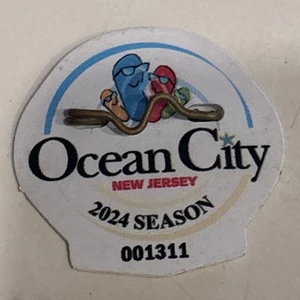 Ocean City
NEW JERSEY
2024 SEASON
001311